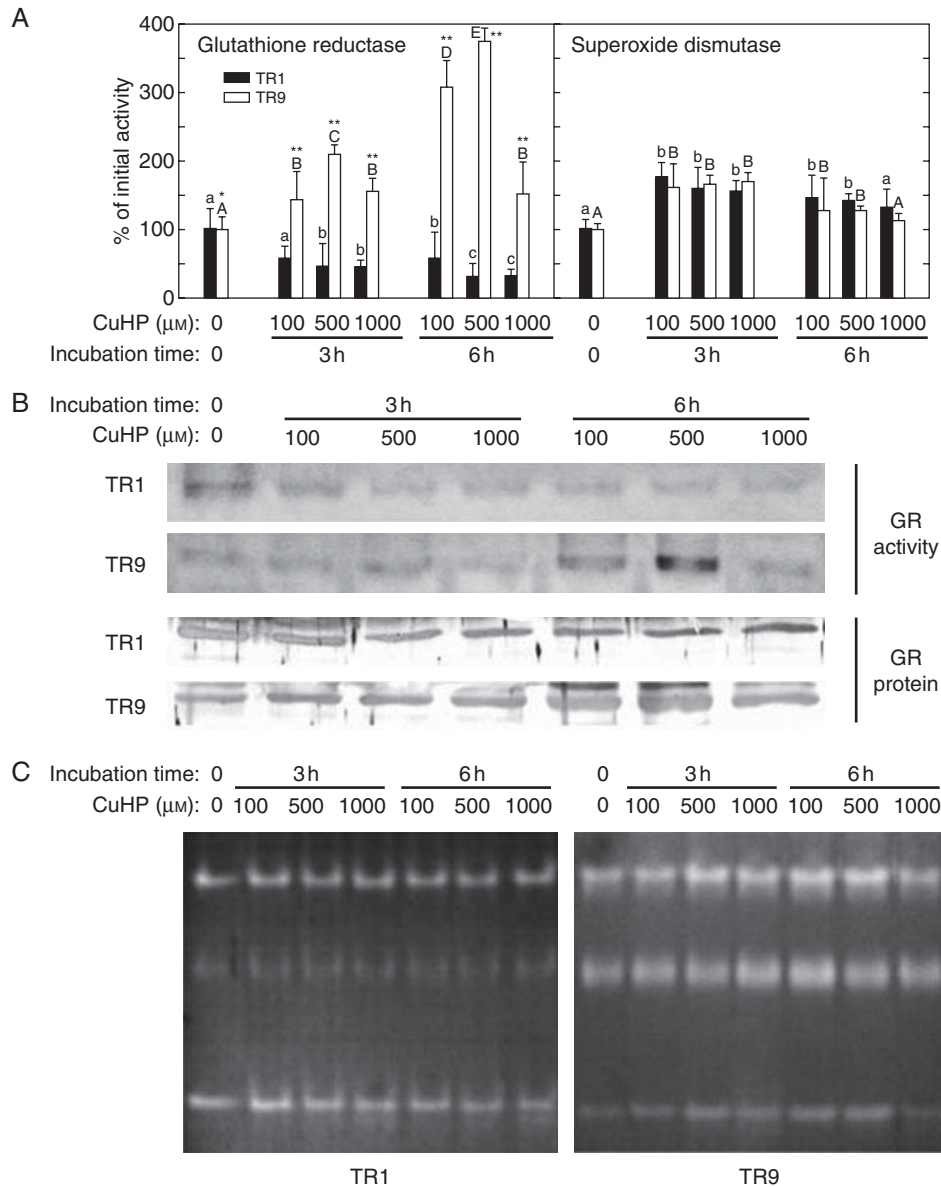 A
400
300
200
100
0
% of initial activity
Glutathione reductase
TR1
TR9
Superoxide dismutase
a A * a B ** b C ** b B ** b D ** c E ** c B **
a A b B b B b B b B b B a A
CuHP (μM): 0 100 500 1000 100 500 1000 0 100 500 1000 100 500 1000
Incubation time: 0 3 h 6 h 0 3 h 6 h
B Incubation time: 0 3 h 6 h
CuHP (μM): 0 100 500 1000 100 500 1000
TR1
TR9
GR activity
TR1
TR9
GR protein
C Incubation time: 0 3 h 6 h 0 3 h 6 h
CuHP (μM): 0 100 500 1000 100 500 1000 0 100 500 1000 100 500 1000
TR1 TR9